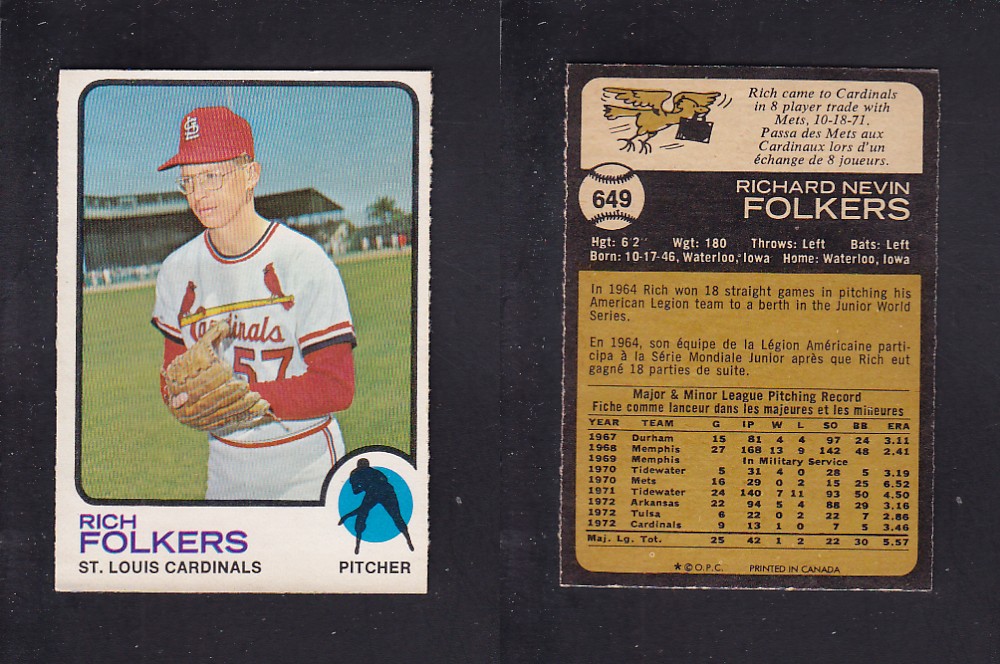 STL
Cardinals
57
RICH
FOLKERS
ST. LOUIS CARDINALS
PITCHER
Rich came to Cardinals
in 8 player trade with
Mets, 10-18-71.
Passa des Mets aux
Cardinaux lors d'un
échange de 8 joueurs.
649
RICHARD NEVIN
FOLKERS
Hgt: 6'2" Wgt: 180 Throws: Left Bats: Left
Born: 10-17-46, Waterloo, Iowa Home: Waterloo, Iowa
In 1964 Rich won 18 straight games in pitching his
American Legion team to a berth in the Junior World
Series.
En 1964, son équipe de la Légion Américaine parti-
cipa à la Série Mondiale Junior après que Rich eut
gagné 18 parties de suite.
Major & Minor League Pitching Record
Fiche comme lanceur dans les majeures et les mineures
YEAR TEAM G IP W L SO BB ERA
1967 Durham 15 81 4 4 97 24 3.11
1968 Memphis 27 168 13 9 142 48 2.41
1969 Memphis In Military Service
1970 Tidewater 5 31 4 0 28 5 3.19
1970 Mets 16 29 0 2 15 25 6.52
1971 Tidewater 24 140 7 11 93 50 4.50
1972 Arkansas 22 94 5 4 88 29 3.16
1972 Tulsa 6 22 0 2 22 7 2.86
1972 Cardinals 9 13 1 0 7 5 3.46
Maj. Lg. Tot. 25 42 1 2 22 30 5.57
★ © O.P.C. PRINTED IN CANADA